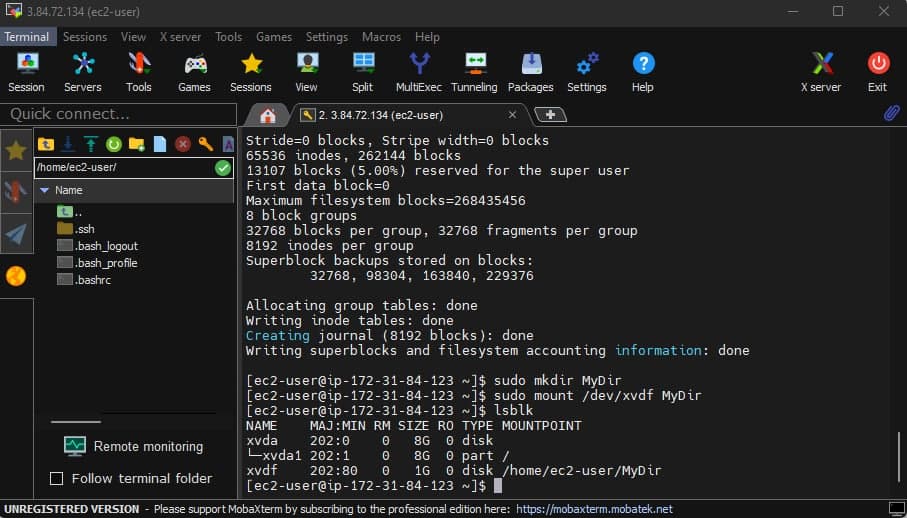 3.84.72.134 (ec2-user)
Terminal Sessions View X server Tools Games Settings Macros Help
Session Servers Tools Games Sessions View Split MultiExec Tunneling Packages Settings Help X server Exit
Quick connect...
2. 3.84.72.134 (ec2-user)
/home/ec2-user/
Name
..
.ssh
.bash_logout
.bash_profile
.bashrc
Remote monitoring
Follow terminal folder
Stride=0 blocks, Stripe width=0 blocks
65536 inodes, 262144 blocks
13107 blocks (5.00%) reserved for the super user
First data block=0
Maximum filesystem blocks=268435456
8 block groups
32768 blocks per group, 32768 fragments per group
8192 inodes per group
Superblock backups stored on blocks:
32768, 98304, 163840, 229376
Allocating group tables: done
Writing inode tables: done
Creating journal (8192 blocks): done
Writing superblocks and filesystem accounting information: done
[ec2-user@ip-172-31-84-123 ~]$ sudo mkdir MyDir
[ec2-user@ip-172-31-84-123 ~]$ sudo mount /dev/xvdf MyDir
[ec2-user@ip-172-31-84-123 ~]$ lsblk
NAME MAJ:MIN RM SIZE RO TYPE MOUNTPOINT
xvda 202:0 0 8G 0 disk
└─xvda1 202:1 0 8G 0 part /
xvdf 202:80 0 1G 0 disk /home/ec2-user/MyDir
[ec2-user@ip-172-31-84-123 ~]$
UNREGISTERED VERSION - Please support MobaXterm by subscribing to the professional edition here: https://mobaxterm.mobatek.net